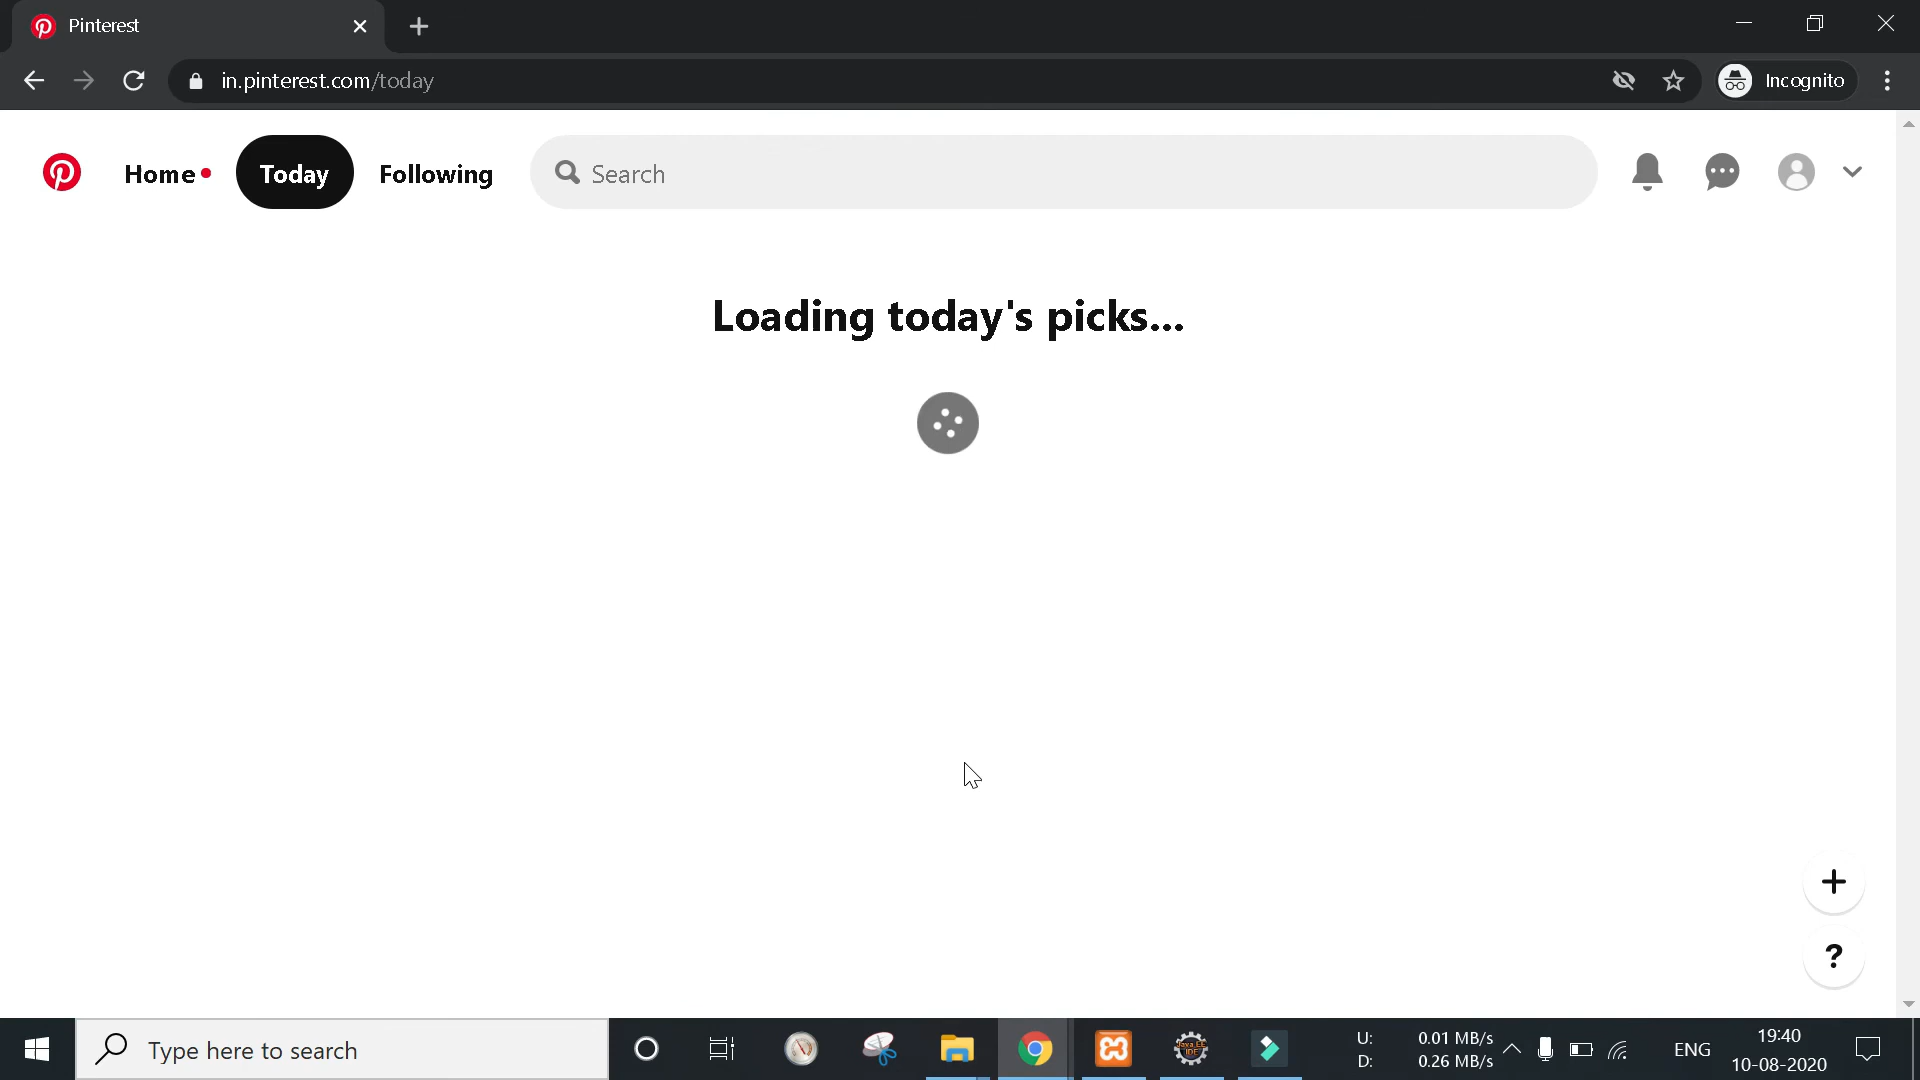 Pinterest
in.pinterest.com/today
Incognito
Home
Today
Following
Search
Loading today's picks...
+
?
Type here to search
U: 0.01 MB/s
D: 0.26 MB/s
ENG
19:40
10-08-2020